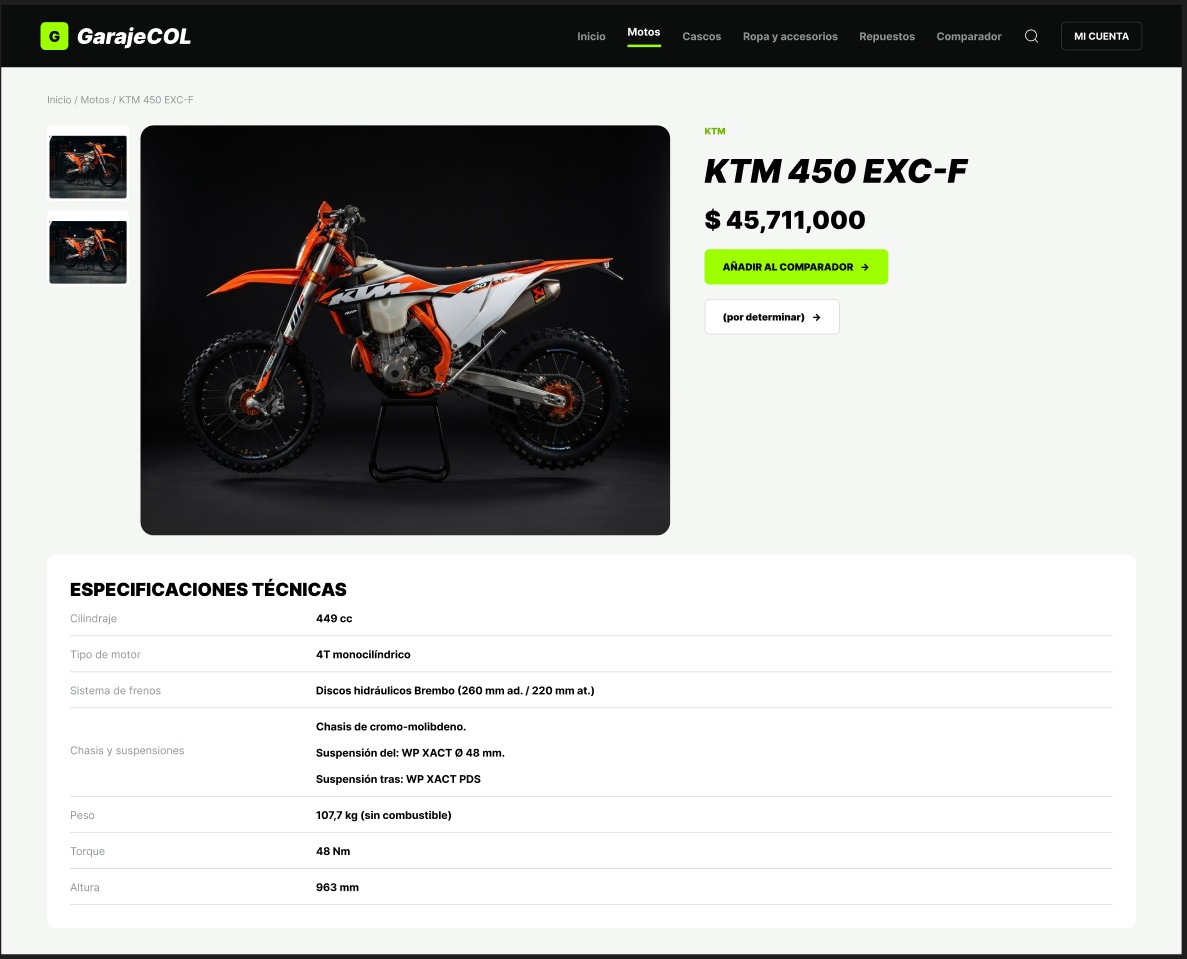 G GarajeCOL
Inicio Motos Cascos Ropa y accesorios Repuestos Comparador MI CUENTA
Inicio / Motos / KTM 450 EXC-F
KTM
KTM 450 EXC-F
$ 45,711,000
AÑADIR AL COMPARADOR →
(por determinar) →
KTM
450
ESPECIFICACIONES TÉCNICAS
Cilindraje 449 cc
Tipo de motor 4T monocilíndrico
Sistema de frenos Discos hidráulicos Brembo (260 mm ad. / 220 mm at.)
Chasis y suspensiones
Chasis de cromo-molibdeno.
Suspensión del: WP XACT Ø 48 mm.
Suspensión tras: WP XACT PDS
Peso 107,7 kg (sin combustible)
Torque 48 Nm
Altura 963 mm